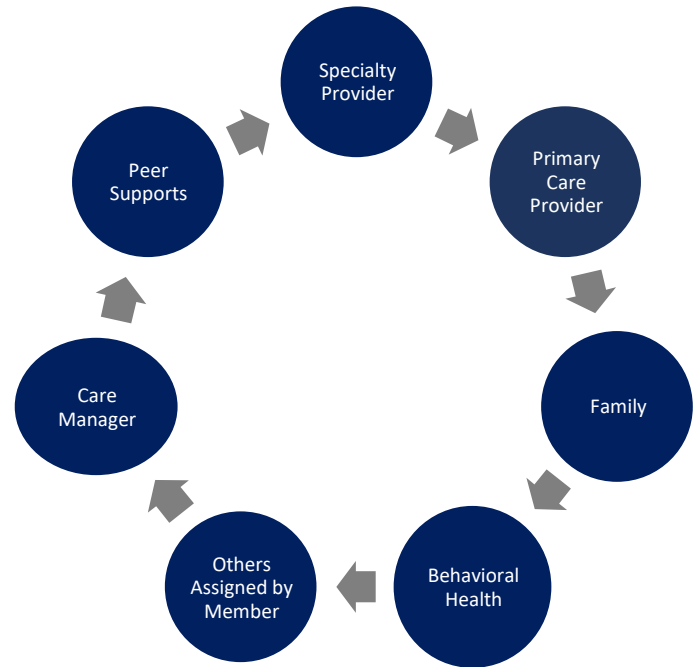 Specialty
Provider
Primary
Care
Provider
Family
Behavioral
Health
Others
Assigned by
Member
Care
Manager
Peer
Supports